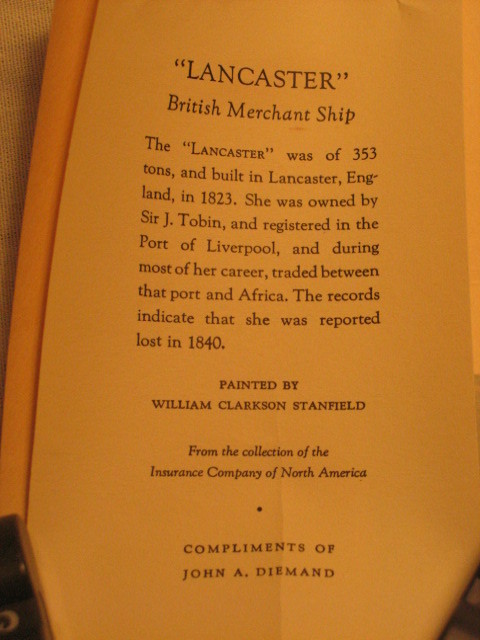 "LANCASTER"
British Merchant Ship
The "LANCASTER" was of 353
tons, and built in Lancaster, Eng-
land, in 1823. She was owned by
Sir J. Tobin, and registered in the
Port of Liverpool, and during
most of her career, traded between
that port and Africa. The records
indicate that she was reported
lost in 1840.
PAINTED BY
WILLIAM CLARKSON STANFIELD
From the collection of the
Insurance Company of North America
•
COMPLIMENTS OF
JOHN A. DIEMAND